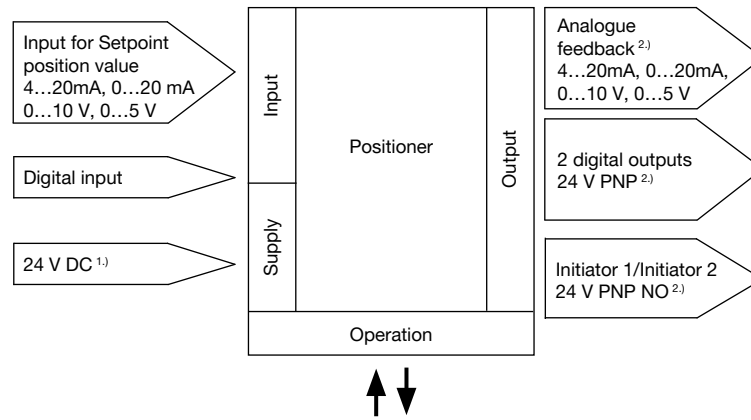 Input for Setpoint
position value
4…20mA, 0…20 mA
0…10 V, 0…5 V
Digital input
24 V DC 1.)
Input
Supply
Positioner
Output
Operation
Analogue
feedback 2.)
4…20mA, 0…20mA,
0…10 V, 0…5 V
2 digital outputs
24 V PNP 2.)
Initiator 1/Initiator 2
24 V PNP NO 2.)